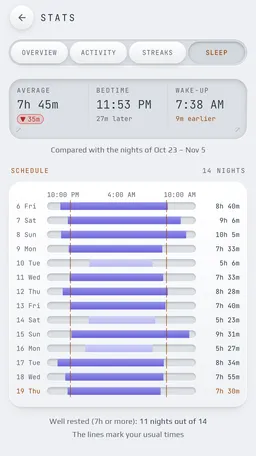 STATS
OVERVIEW
ACTIVITY
STREAKS
SLEEP
AVERAGE
7h 45m
▼ 35m
BEDTIME
11:53 PM
27m later
WAKE-UP
7:38 AM
9m earlier
Compared with the nights of Oct 23 – Nov 5
SCHEDULE
14 NIGHTS
10:00 PM 4:00 AM 10:00 AM
6 Fri 8h 40m
7 Sat 9h 6m
8 Sun 10h 5m
9 Mon 7h 33m
10 Tue 5h 6m
11 Wed 7h 33m
12 Thu 8h 28m
13 Fri 7h 40m
14 Sat 5h 23m
15 Sun 9h 31m
16 Mon 5h 27m
17 Tue 8h 34m
18 Wed 7h 55m
19 Thu 7h 30m
Well rested (7h or more): 11 nights out of 14
The lines mark your usual times